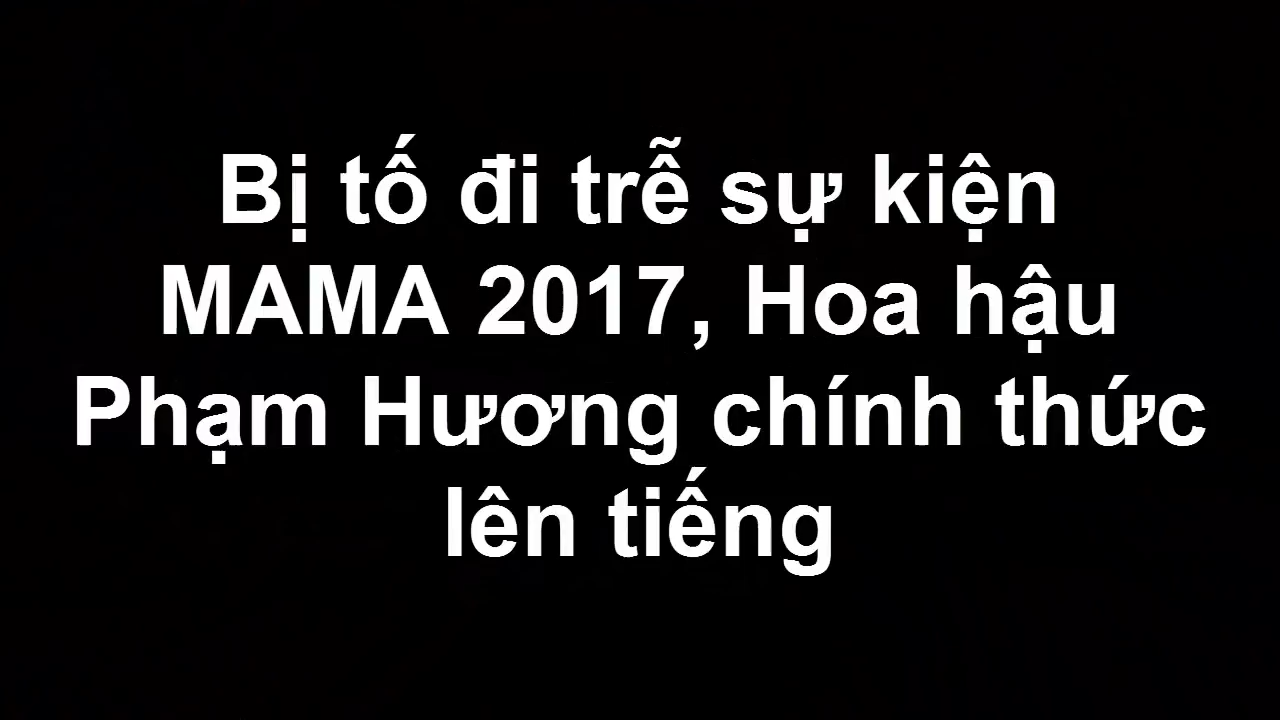 Bị tố đi trễ sự kiện
MAMA 2017, Hoa hậu
Phạm Hương chính thức
lên tiếng